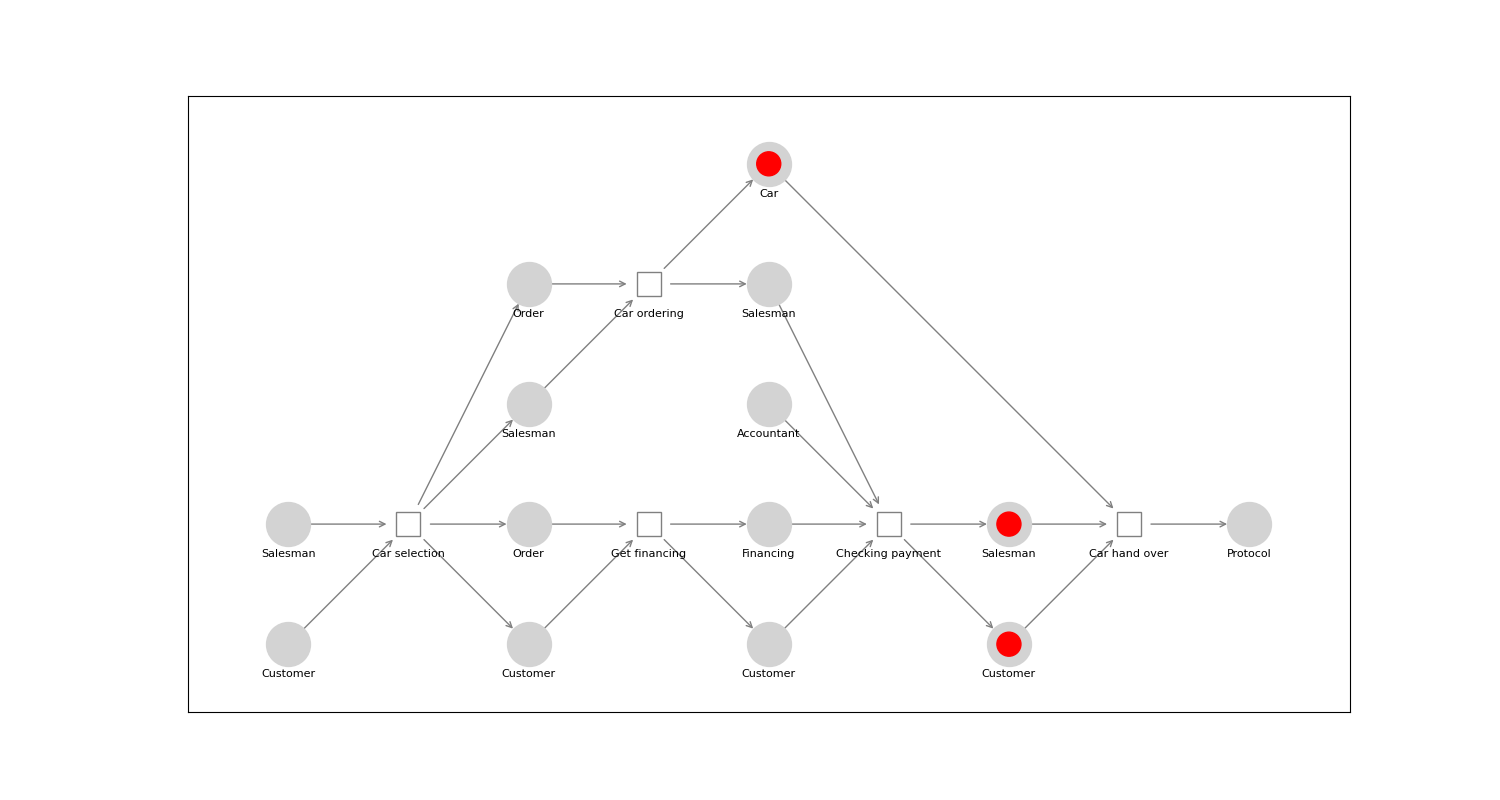 Car
Order
Car ordering
Salesman
Salesman
Accountant
Salesman
Car selection
Order
Get financing
Financing
Checking payment
Salesman
Car hand over
Protocol
Customer
Customer
Customer
Customer